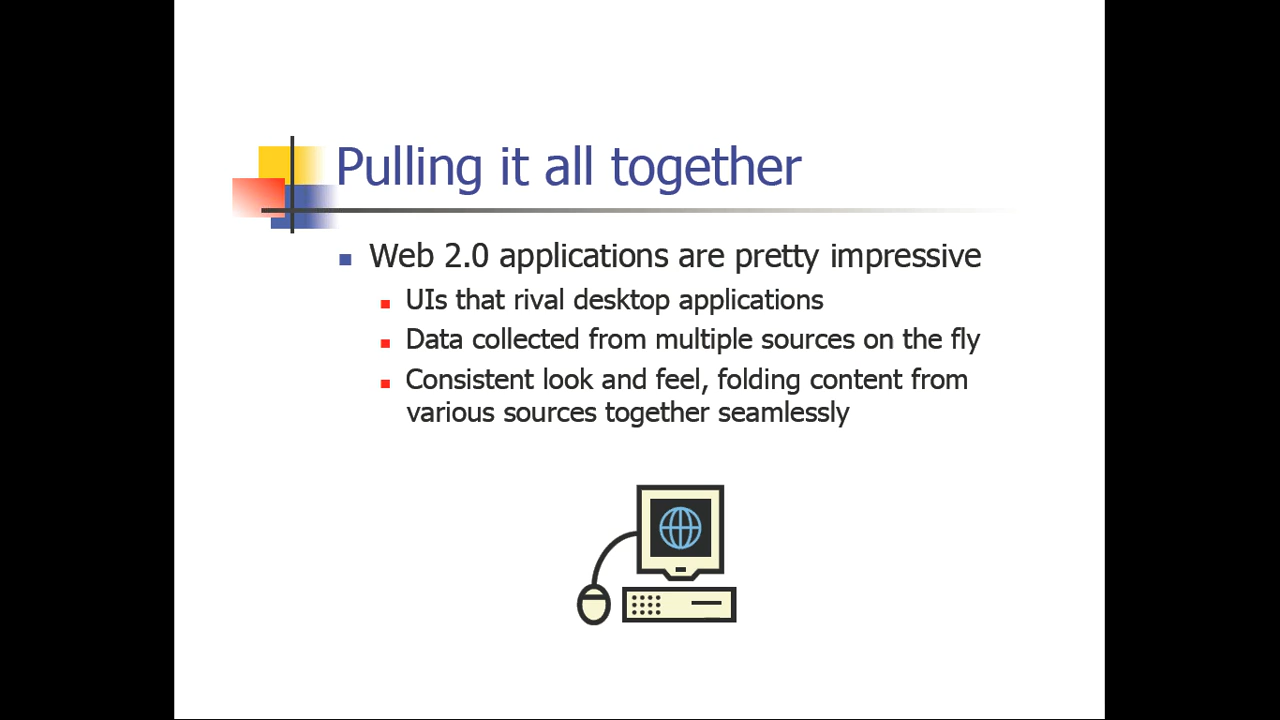 Pulling it all together
Web 2.0 applications are pretty impressive
UIs that rival desktop applications
Data collected from multiple sources on the fly
Consistent look and feel, folding content from
various sources together seamlessly